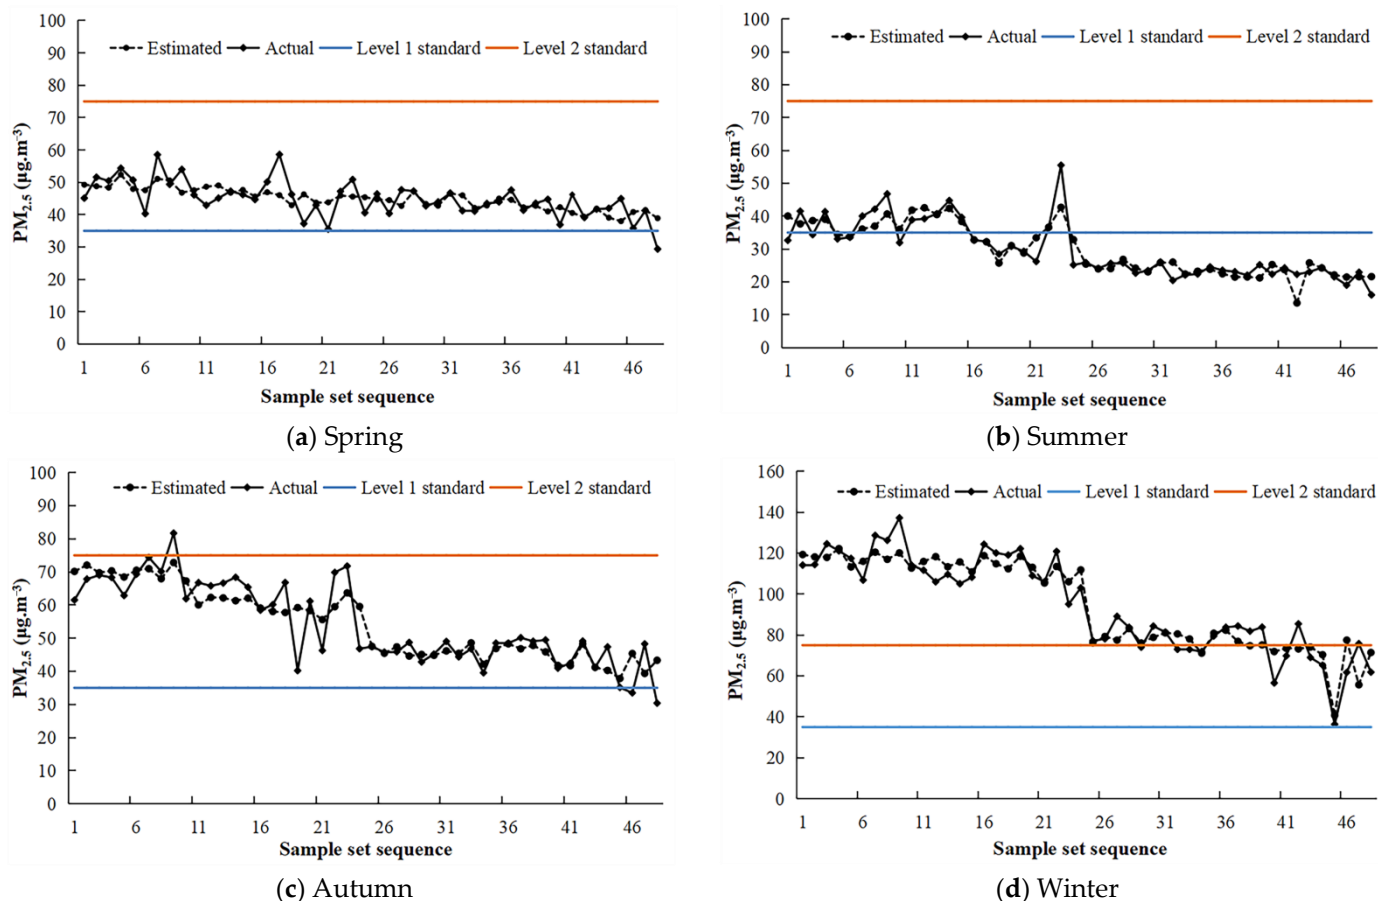 100
90
80
70
60
50
40
30
20
10
0
PM2.5 (μg.m−3)
Estimated Actual Level 1 standard Level 2 standard
1 6 11 16 21 26 31 36 41 46
Sample set sequence
(a) Spring
100
90
80
70
60
50
40
30
20
10
0
PM2.5 (μg.m−3)
Estimated Actual Level 1 standard Level 2 standard
1 6 11 16 21 26 31 36 41 46
Sample set sequence
(b) Summer
100
90
80
70
60
50
40
30
20
10
0
PM2.5 (μg.m−3)
Estimated Actual Level 1 standard Level 2 standard
1 6 11 16 21 26 31 36 41 46
Sample set sequence
(c) Autumn
160
140
120
100
80
60
40
20
0
PM2.5 (μg.m−3)
Estimated Actual Level 1 standard Level 2 standard
1 6 11 16 21 26 31 36 41 46
Sample set sequence
(d) Winter